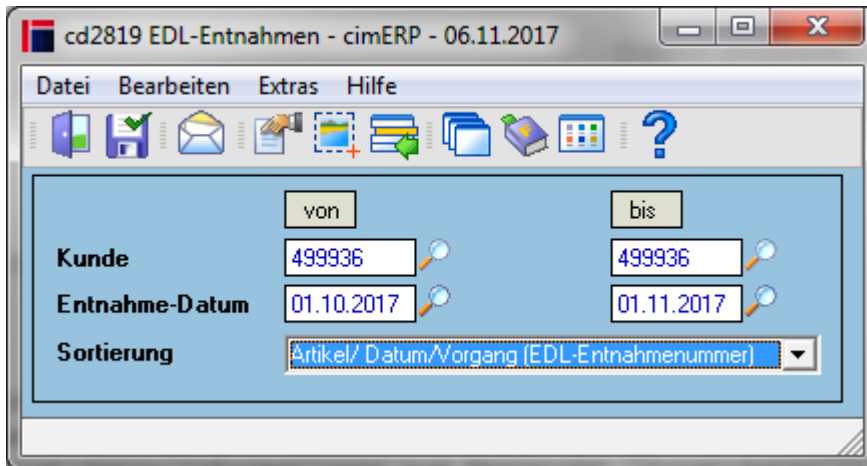 cd2819 EDL-Entnahmen - cimERP - 06.11.2017
Datei Bearbeiten Extras Hilfe
von bis
Kunde 499936 499936
Entnahme-Datum 01.10.2017 01.11.2017
Sortierung Artikel/ Datum/Vorgang (EDL-Entnahmenummer)